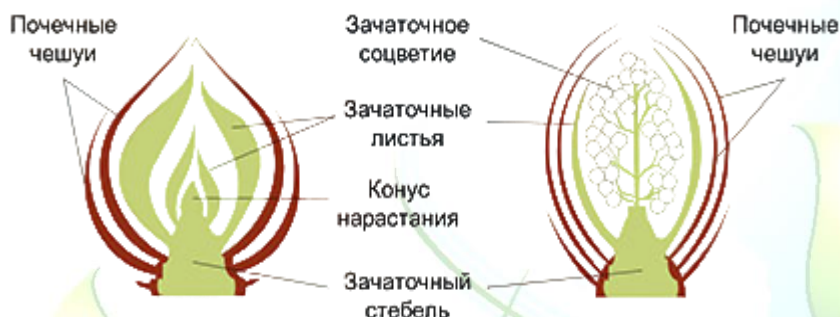 Почечные
чешуи
Зачаточное
соцветие
Почечные
чешуи
Зачаточные
листья
Конус
нарастания
Зачаточный
стебель